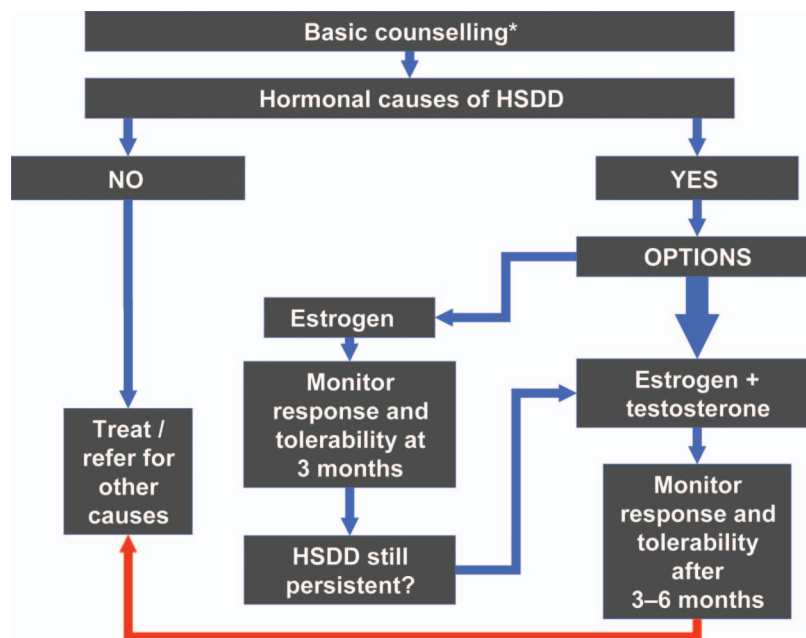 Basic counselling*
Hormonal causes of HSDD
NO
YES
OPTIONS
Estrogen
Monitor
response and
tolerability at
3 months
HSDD still
persistent?
Estrogen +
testosterone
Monitor
response and
tolerability
after
3–6 months
Treat /
refer for
other
causes